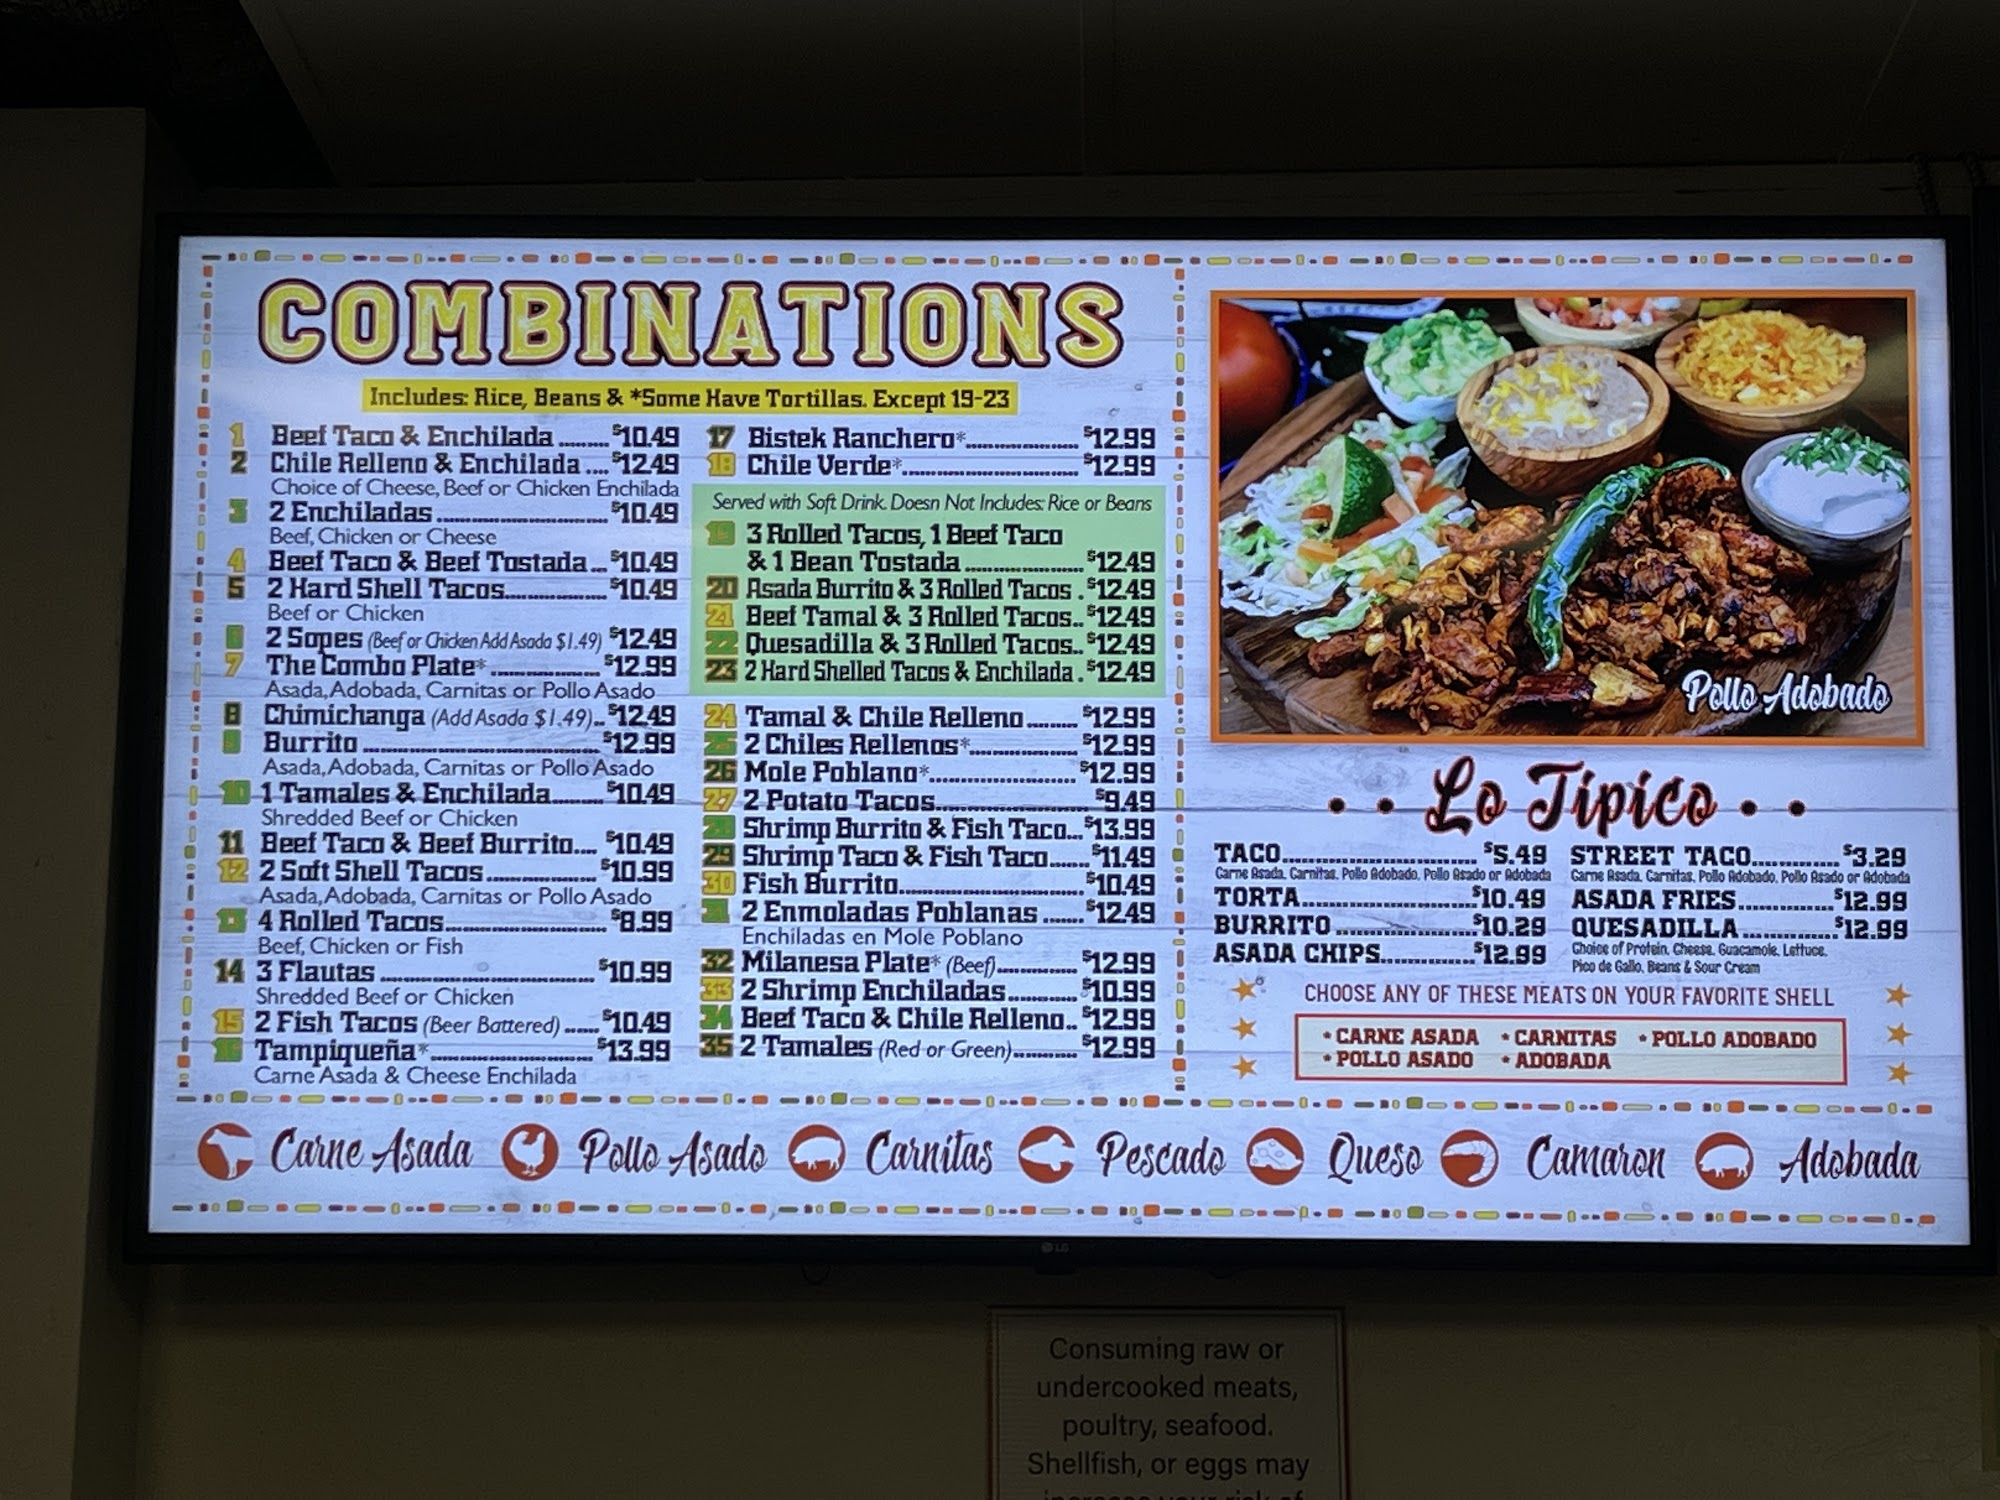 COMBINATIONS
Includes: Rice, Beans & *Some Have Tortillas. Except 19-23
1 Beef Taco & Enchilada ........ $10.49
2 Chile Relleno & Enchilada .... $12.49
Choice of Cheese, Beef or Chicken Enchilada
3 2 Enchiladas ........ $10.49
Beef, Chicken or Cheese
4 Beef Taco & Beef Tostada ... $10.49
5 2 Hard Shell Tacos ........ $10.49
Beef or Chicken
6 2 Sopes (Beef or Chicken Add Asada $1.49) $12.49
7 The Combo Plate* ........ $12.99
Asada, Adobada, Carnitas or Pollo Asado
8 Chimichanga (Add Asada $1.49).. $12.49
9 Burrito ........ $12.99
Asada, Adobada, Carnitas or Pollo Asado
10 1 Tamales & Enchilada ........ $10.49
Shredded Beef or Chicken
11 Beef Taco & Beef Burrito.... $10.49
12 2 Soft Shell Tacos ........ $10.99
Asada, Adobada, Carnitas or Pollo Asado
13 4 Rolled Tacos ........ $8.99
Beef, Chicken or Fish
14 3 Flautas ........ $10.99
Shredded Beef or Chicken
15 2 Fish Tacos (Beer Battered) ...... $10.49
16 Tampiqueña* ........ $13.99
Carne Asada & Cheese Enchilada
17 Bistek Ranchero* ........ $12.99
18 Chile Verde* ........ $12.99
Served with Soft Drink. Doesn Not Includes: Rice or Beans
19 3 Rolled Tacos, 1 Beef Taco
& 1 Bean Tostada ........ $12.49
20 Asada Burrito & 3 Rolled Tacos . $12.49
21 Beef Tamal & 3 Rolled Tacos.. $12.49
22 Quesadilla & 3 Rolled Tacos.. $12.49
23 2 Hard Shelled Tacos & Enchilada . $12.49
24 Tamal & Chile Relleno ........ $12.99
25 2 Chiles Rellenos* ........ $12.99
26 Mole Poblano* ........ $12.99
27 2 Potato Tacos ........ $9.49
28 Shrimp Burrito & Fish Taco... $13.99
29 Shrimp Taco & Fish Taco ...... $11.49
30 Fish Burrito ........ $10.49
31 2 Enmoladas Poblanas ...... $12.49
Enchiladas en Mole Poblano
32 Milanesa Plate* (Beef) ........ $12.99
33 2 Shrimp Enchiladas ........ $10.99
34 Beef Taco & Chile Relleno.. $12.99
35 2 Tamales (Red or Green) ........ $12.99
Pollo Adobado
• • Lo Tipico • •
TACO ........ $5.49
Carne Asada, Carnitas, Pollo Adobado, Pollo Asado or Adobada
TORTA ........ $10.49
BURRITO ........ $10.29
ASADA CHIPS ........ $12.99
STREET TACO ........ $3.29
Carne Asada, Carnitas, Pollo Adobado, Pollo Asado or Adobada
ASADA FRIES ........ $12.99
QUESADILLA ........ $12.99
Choice of Protein, Cheese, Guacamole, Lettuce,
Pico de Gallo, Beans & Sour Cream
CHOOSE ANY OF THESE MEATS ON YOUR FAVORITE SHELL
• CARNE ASADA • CARNITAS • POLLO ADOBADO
• POLLO ASADO • ADOBADA
Carne Asada Pollo Asado Carnitas Pescado Queso Camaron Adobada
LG
Consuming raw or
undercooked meats,
poultry, seafood.
Shellfish, or eggs may
increase your risk of